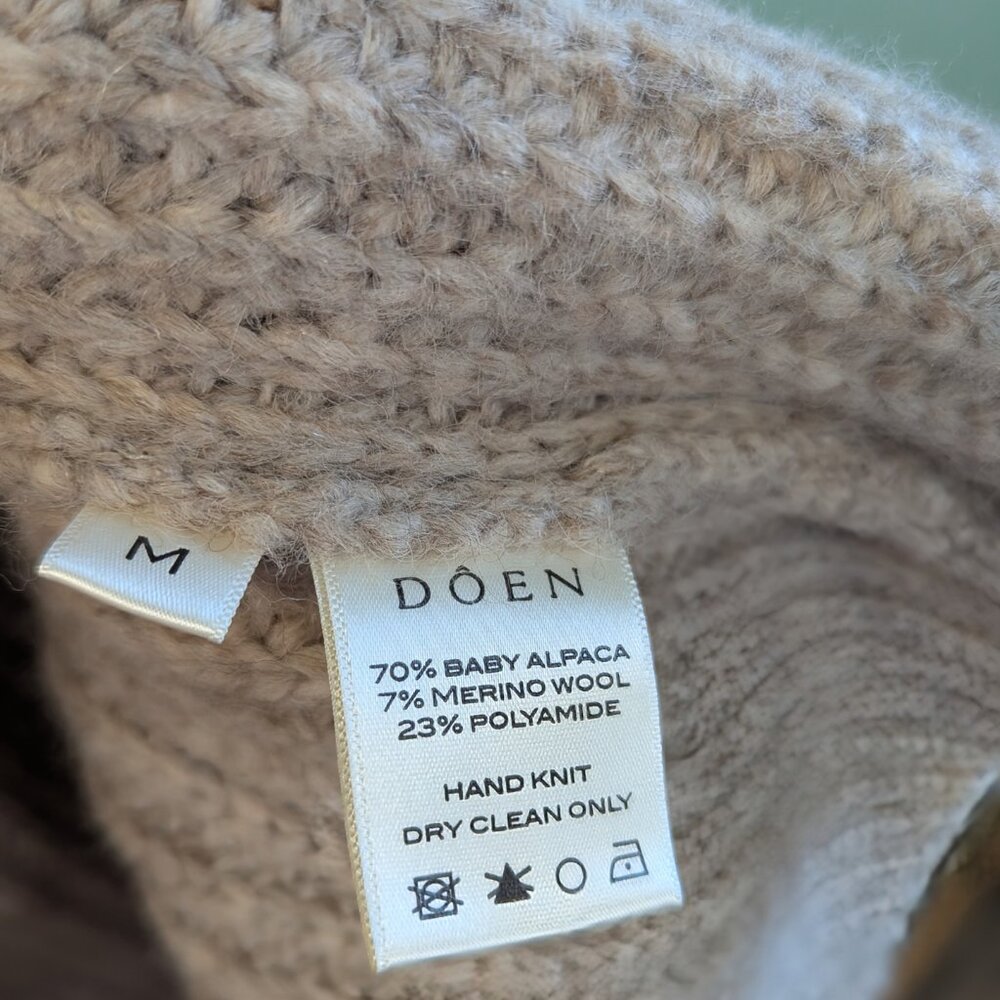 M
DÔEN
70% BABY ALPACA
7% MERINO WOOL
23% POLYAMIDE
HAND KNIT
DRY CLEAN ONLY